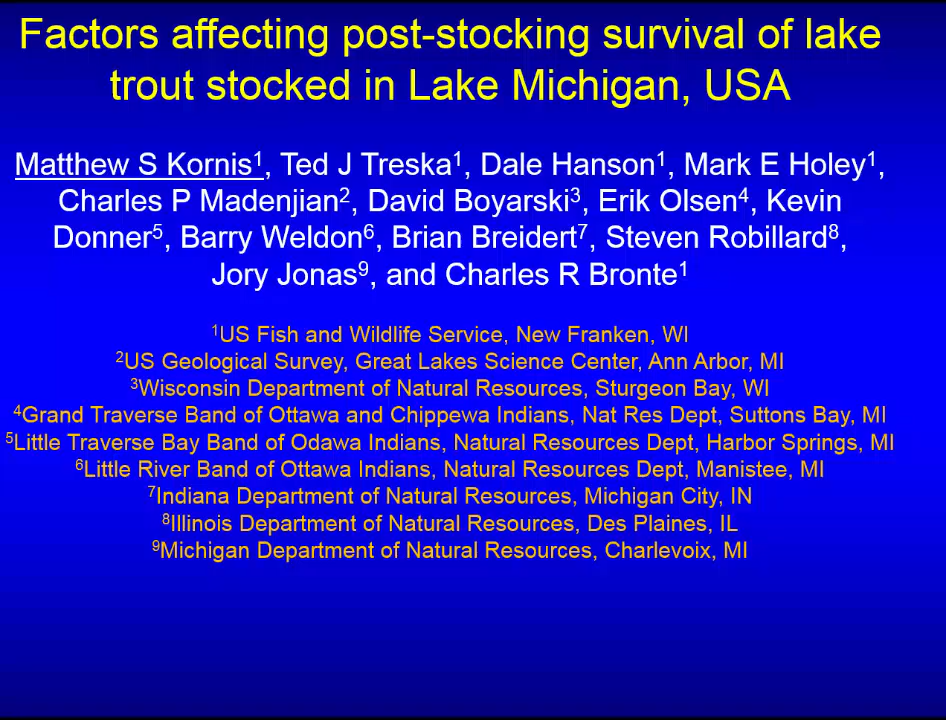 Factors affecting post-stocking survival of lake
trout stocked in Lake Michigan, USA
Matthew S Kornis¹, Ted J Treska¹, Dale Hanson¹, Mark E Holey¹,
Charles P Madenjian², David Boyarski³, Erik Olsen⁴, Kevin
Donner⁵, Barry Weldon⁶, Brian Breidert⁷, Steven Robillard⁸,
Jory Jonas⁹, and Charles R Bronte¹
¹US Fish and Wildlife Service, New Franken, WI
²US Geological Survey, Great Lakes Science Center, Ann Arbor, MI
³Wisconsin Department of Natural Resources, Sturgeon Bay, WI
⁴Grand Traverse Band of Ottawa and Chippewa Indians, Nat Res Dept, Suttons Bay, MI
⁵Little Traverse Bay Band of Odawa Indians, Natural Resources Dept, Harbor Springs, MI
⁶Little River Band of Ottawa Indians, Natural Resources Dept, Manistee, MI
⁷Indiana Department of Natural Resources, Michigan City, IN
⁸Illinois Department of Natural Resources, Des Plaines, IL
⁹Michigan Department of Natural Resources, Charlevoix, MI